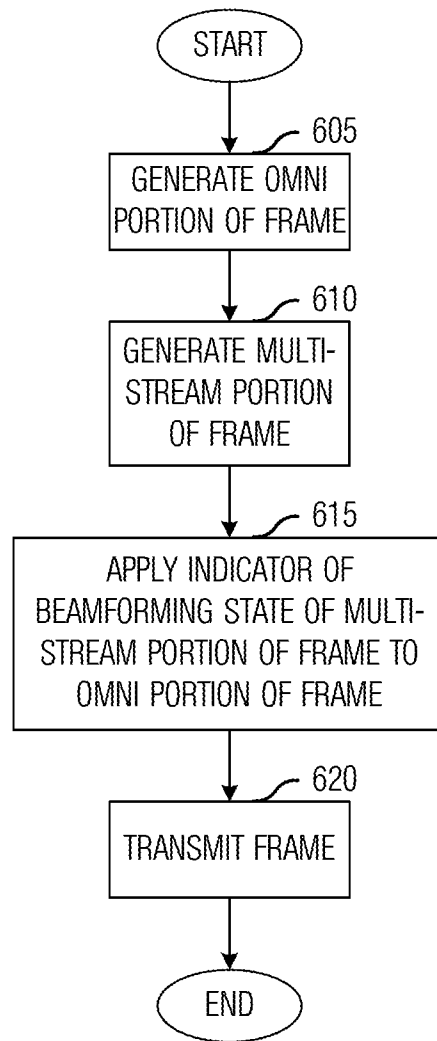 START
605
GENERATE OMNI
PORTION OF FRAME
610
GENERATE MULTI-
STREAM PORTION
OF FRAME
615
APPLY INDICATOR OF
BEAMFORMING STATE OF MULTI-
STREAM PORTION OF FRAME TO
OMNI PORTION OF FRAME
620
TRANSMIT FRAME
END